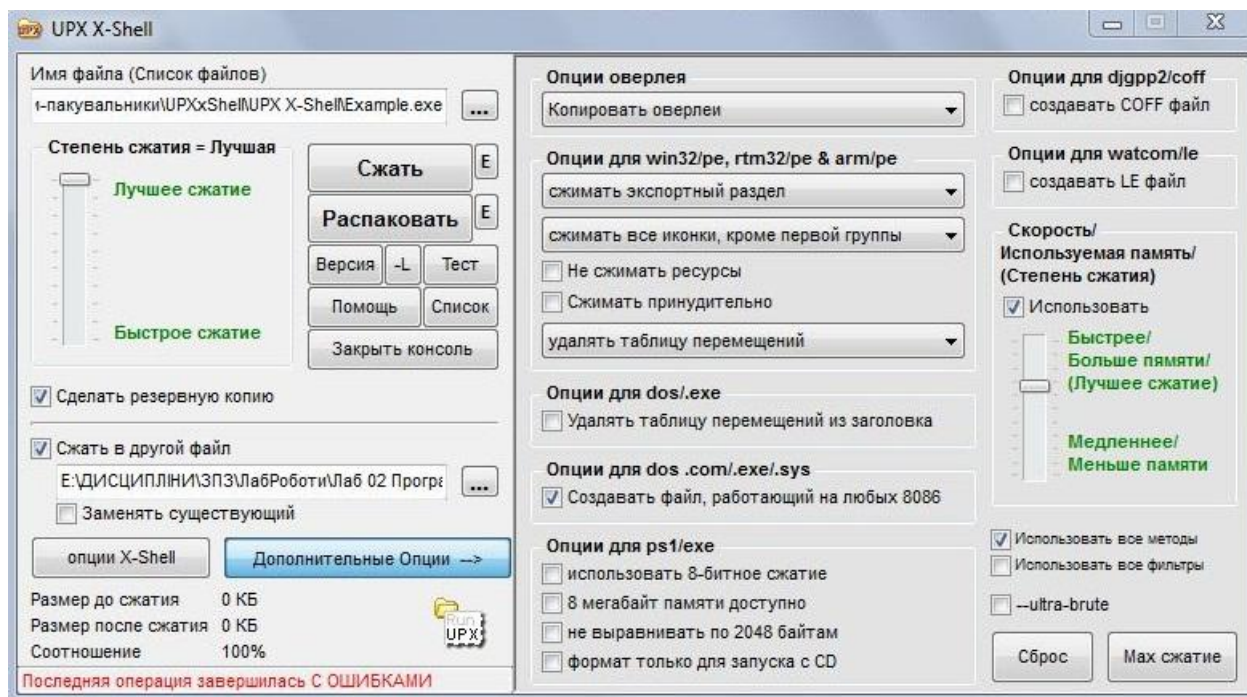 UPX X-Shell
Имя файла (Список файлов)
и-пакувальники\UPXxShell\UPX X-Shell\Example.exe
...
Степень сжатия = Лучшая
Лучшее сжатие
Быстрое сжатие
Сжать
E
Распаковать
E
Версия
-L
Тест
Помощь
Список
Закрыть консоль
Сделать резервную копию
Сжать в другой файл
E:\ДИСЦИПЛІНИ\ЗПЗ\ЛабРоботи\Лаб 02 Програ
...
Заменять существующий
опции X-Shell
Дополнительные Опции -->
Размер до сжатия 0 КБ
Размер после сжатия 0 КБ
Соотношение 100%
Run
UPX
Последняя операция завершилась С ОШИБКАМИ
Опции оверлея
Копировать оверлеи
Опции для win32/pe, rtm32/pe & arm/pe
сжимать экспортный раздел
сжимать все иконки, кроме первой группы
Не сжимать ресурсы
Сжимать принудительно
удалять таблицу перемещений
Опции для dos/.exe
Удалять таблицу перемещений из заголовка
Опции для dos .com/.exe/.sys
Создавать файл, работающий на любых 8086
Опции для ps1/exe
использовать 8-битное сжатие
8 мегабайт памяти доступно
не выравнивать по 2048 байтам
формат только для запуска с CD
Опции для djgpp2/coff
создавать COFF файл
Опции для watcom/le
создавать LE файл
Скорость/
Используемая память/
(Степень сжатия)
Использовать
Быстрее/
Больше пямяти/
(Лучшее сжатие)
Медленнее/
Меньше памяти
Использовать все методы
Использовать все фильтры
--ultra-brute
Сброс
Мах сжатие